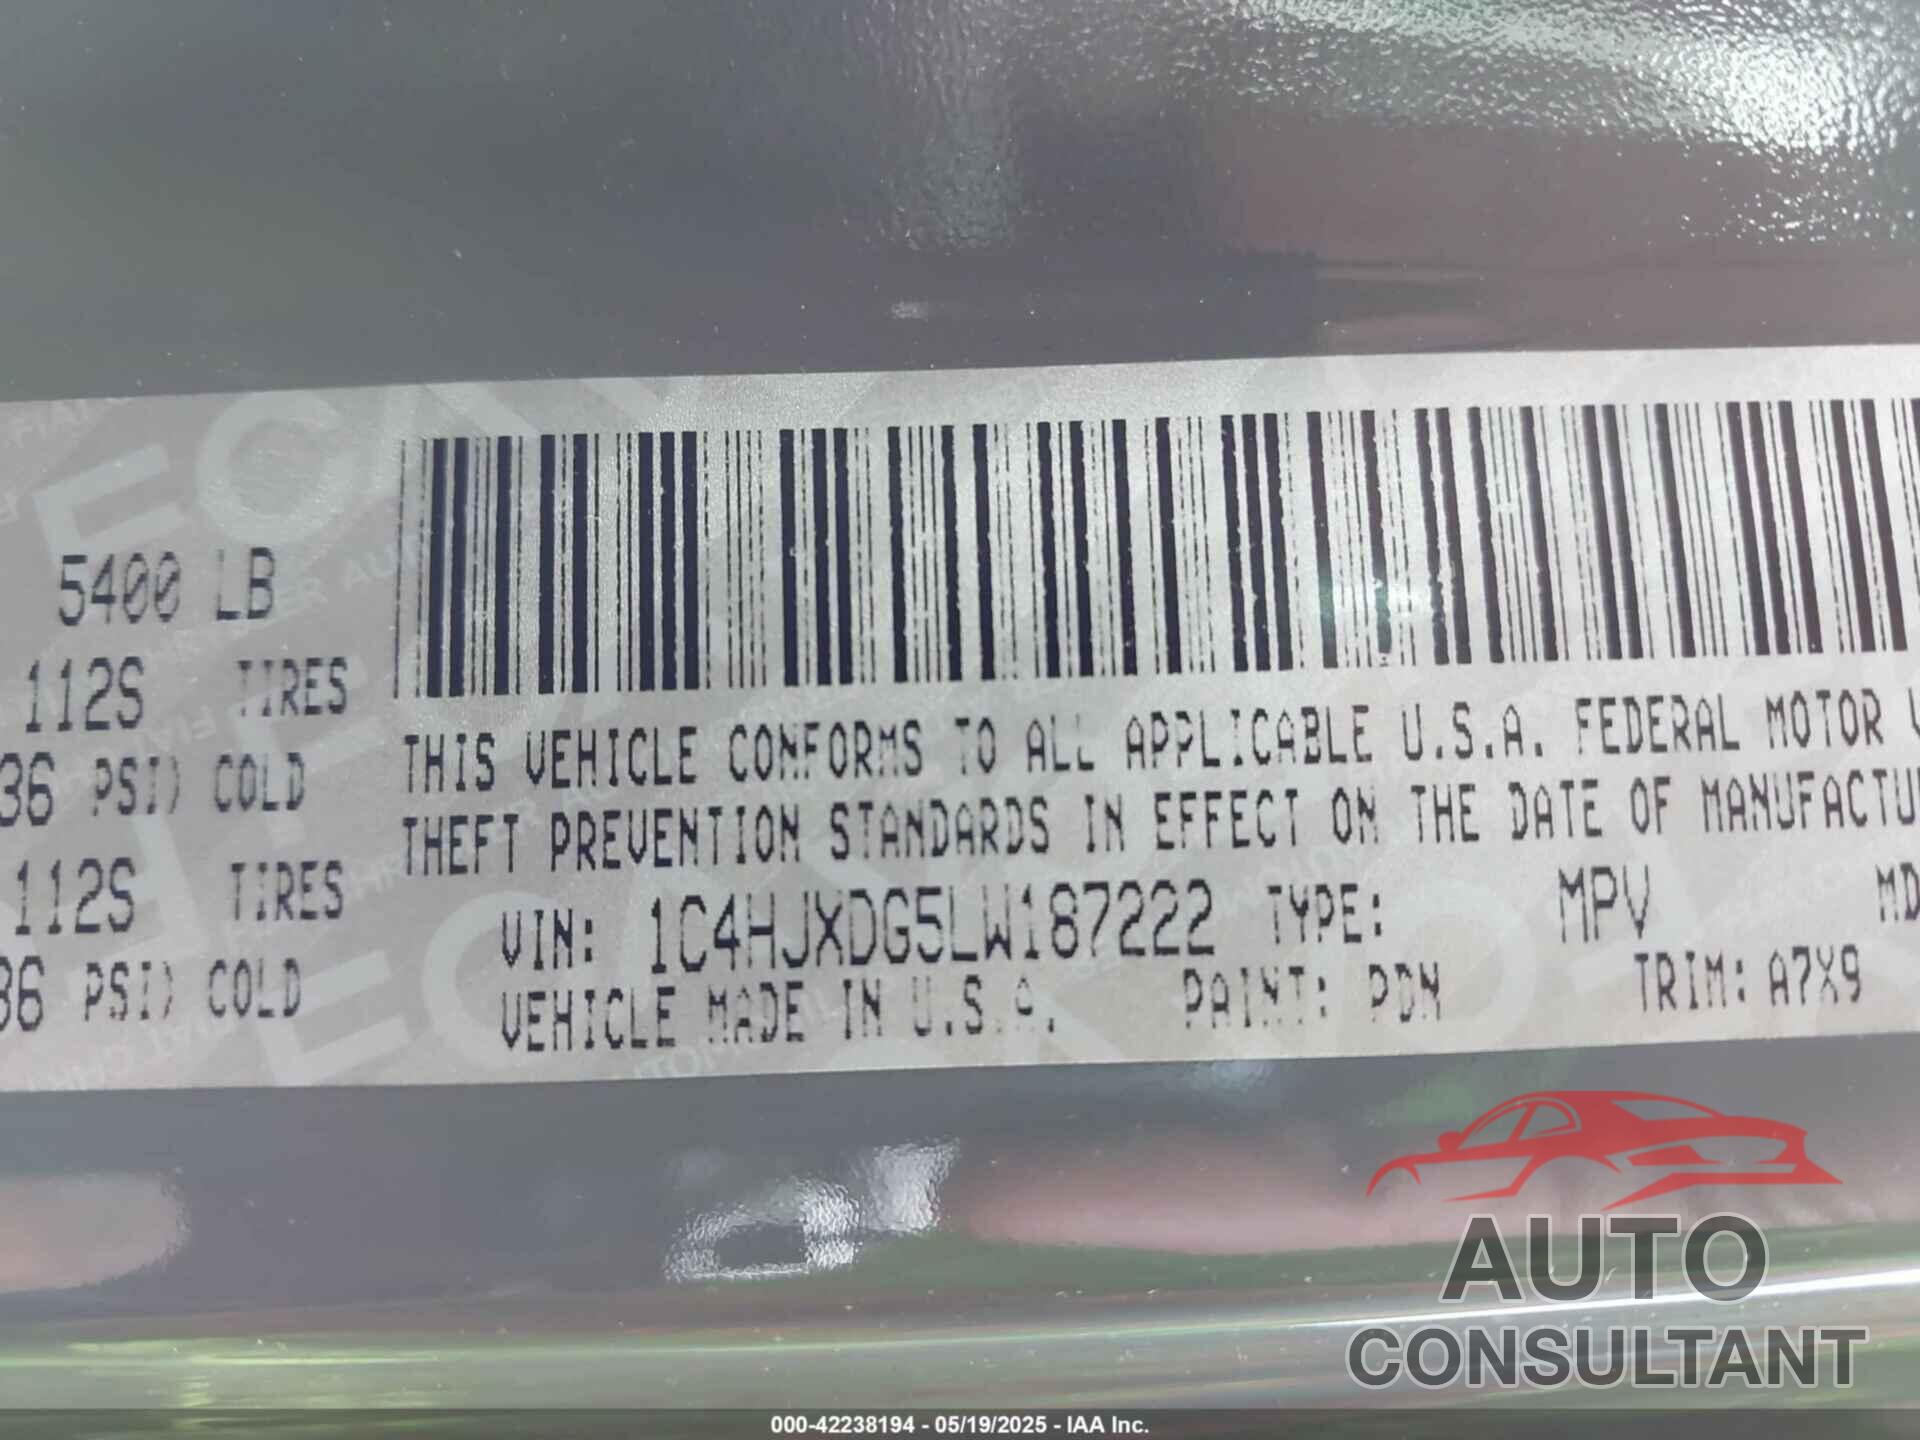 5400 LB
112S TIRES
36 PSI) COLD
112S TIRES
36 PSI) COLD
THIS VEHICLE CONFORMS TO ALL APPLICABLE U.S.A. FEDERAL MOTOR V
THEFT PREVENTION STANDARDS IN EFFECT ON THE DATE OF MANUFACTU
VIN: 1C4HJXDG5LW187222 TYPE: MPV MD
VEHICLE MADE IN U.S.A. PAINT: PDN TRIM: A7X9
AUTO
CONSULTANT
000-42238194 - 05/19/2025 - IAA Inc.